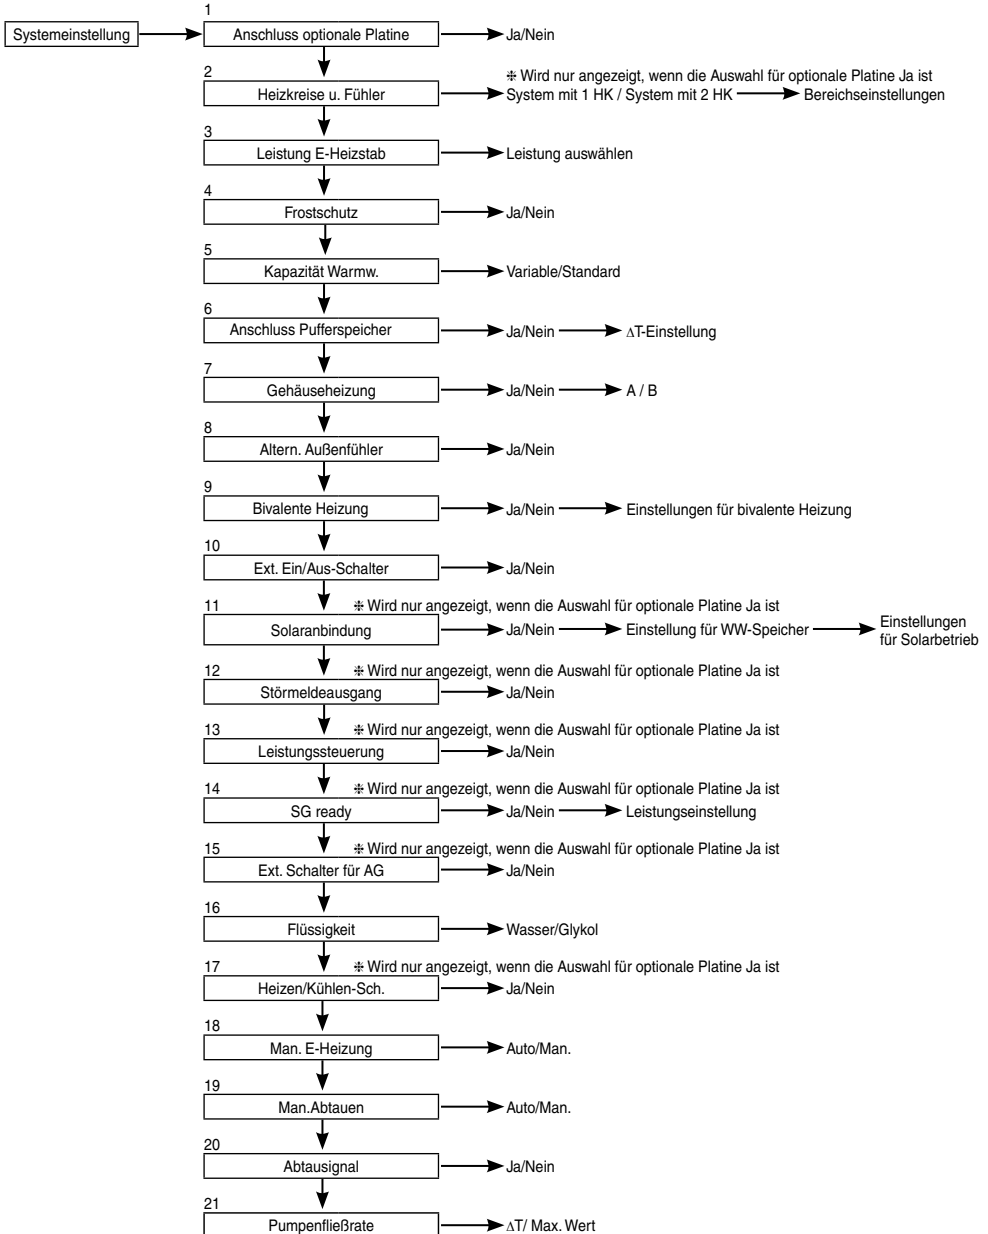 1
Systemeinstellung
Anschluss optionale Platine
Ja/Nein
2
❉ Wird nur angezeigt, wenn die Auswahl für optionale Platine Ja ist
Heizkreise u. Fühler
System mit 1 HK / System mit 2 HK
Bereichseinstellungen
3
Leistung E-Heizstab
Leistung auswählen
4
Frostschutz
Ja/Nein
5
Kapazität Warmw.
Variable/Standard
6
Anschluss Pufferspeicher
Ja/Nein
∆T-Einstellung
7
Gehäuseheizung
Ja/Nein
A / B
8
Altern. Außenfühler
Ja/Nein
9
Bivalente Heizung
Ja/Nein
Einstellungen für bivalente Heizung
10
Ext. Ein/Aus-Schalter
Ja/Nein
11
❉ Wird nur angezeigt, wenn die Auswahl für optionale Platine Ja ist
Solaranbindung
Ja/Nein
Einstellung für WW-Speicher
Einstellungen
für Solarbetrieb
12
❉ Wird nur angezeigt, wenn die Auswahl für optionale Platine Ja ist
Störmeldeausgang
Ja/Nein
13
❉ Wird nur angezeigt, wenn die Auswahl für optionale Platine Ja ist
Leistungssteuerung
Ja/Nein
14
❉ Wird nur angezeigt, wenn die Auswahl für optionale Platine Ja ist
SG ready
Ja/Nein
Leistungseinstellung
15
❉ Wird nur angezeigt, wenn die Auswahl für optionale Platine Ja ist
Ext. Schalter für AG
Ja/Nein
16
Flüssigkeit
Wasser/Glykol
17
❉ Wird nur angezeigt, wenn die Auswahl für optionale Platine Ja ist
Heizen/Kühlen-Sch.
Ja/Nein
18
Man. E-Heizung
Auto/Man.
19
Man.Abtauen
Auto/Man.
20
Abtausignal
Ja/Nein
21
Pumpenfließrate
∆T/ Max. Wert